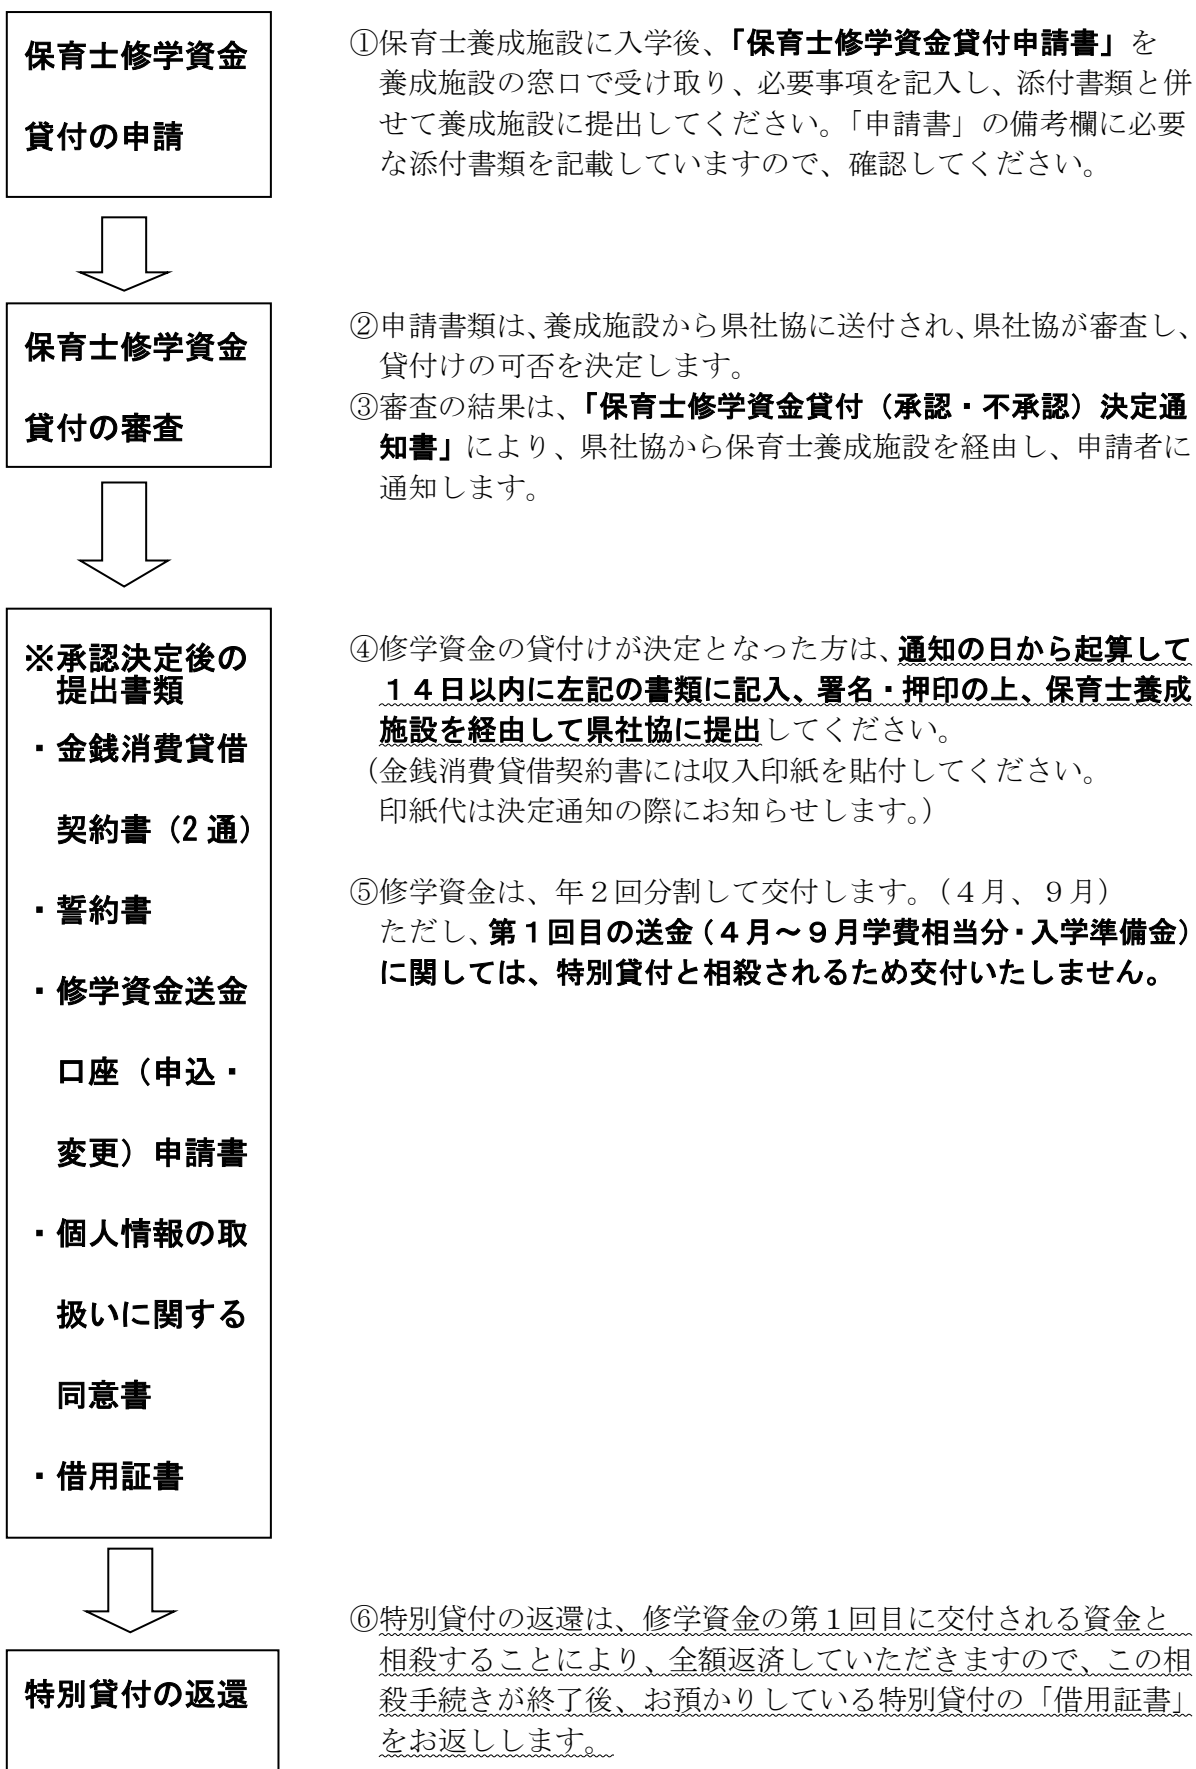 保育士修学資金
貸付の申請
①保育士養成施設に入学後、「保育士修学資金貸付申請書」を
養成施設の窓口で受け取り、必要事項を記入し、添付書類と併
せて養成施設に提出してください。「申請書」の備考欄に必要
な添付書類を記載していますので、確認してください。
保育士修学資金
貸付の審査
②申請書類は、養成施設から県社協に送付され、県社協が審査し、
貸付けの可否を決定します。
③審査の結果は、「保育士修学資金貸付（承認・不承認）決定通
知書」により、県社協から保育士養成施設を経由し、申請者に
通知します。
※承認決定後の
提出書類
・金銭消費貸借
契約書（2 通）
・誓約書
・修学資金送金
口座（申込・
変更）申請書
・個人情報の取
扱いに関する
同意書
・借用証書
④修学資金の貸付けが決定となった方は、通知の日から起算して
１４日以内に左記の書類に記入、署名・押印の上、保育士養成
施設を経由して県社協に提出してください。
（金銭消費貸借契約書には収入印紙を貼付してください。
印紙代は決定通知の際にお知らせします。）
⑤修学資金は、年２回分割して交付します。（４月、９月）
ただし、第１回目の送金（４月～９月学費相当分・入学準備金）
に関しては、特別貸付と相殺されるため交付いたしません。
特別貸付の返還
⑥特別貸付の返還は、修学資金の第１回目に交付される資金と
相殺することにより、全額返済していただきますので、この相
殺手続きが終了後、お預かりしている特別貸付の「借用証書」
をお返しします。